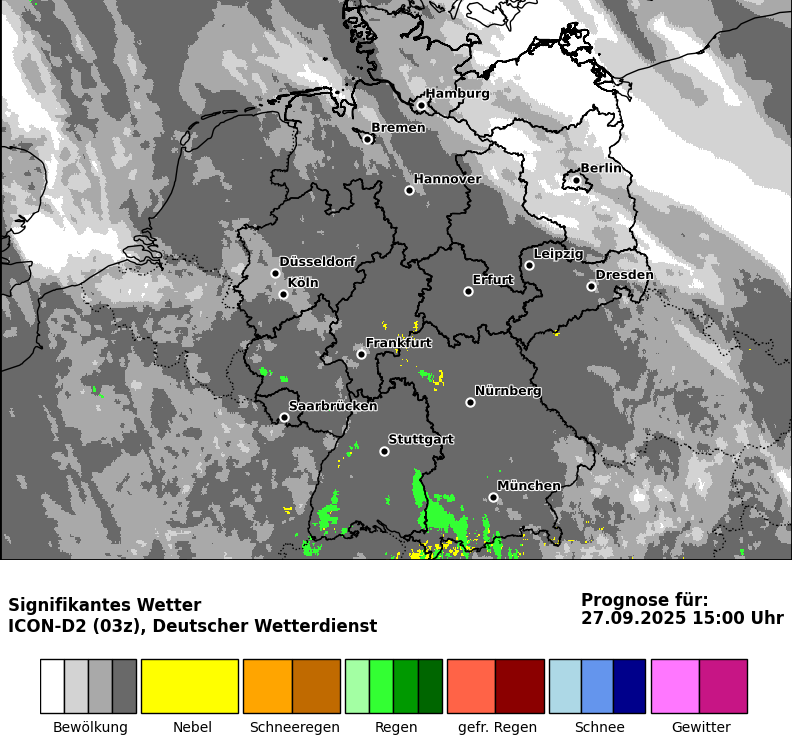 Hamburg
Bremen
Berlin
Hannover
Leipzig
Düsseldorf
Dresden
Köln
Erfurt
Frankfurt
Nürnberg
Saarbrücken
Stuttgart
München
Signifikantes Wetter
ICON-D2 (03z), Deutscher Wetterdienst
Prognose für:
27.09.2025 15:00 Uhr
Bewölkung
Nebel
Schneeregen
Regen
gefr. Regen
Schnee
Gewitter